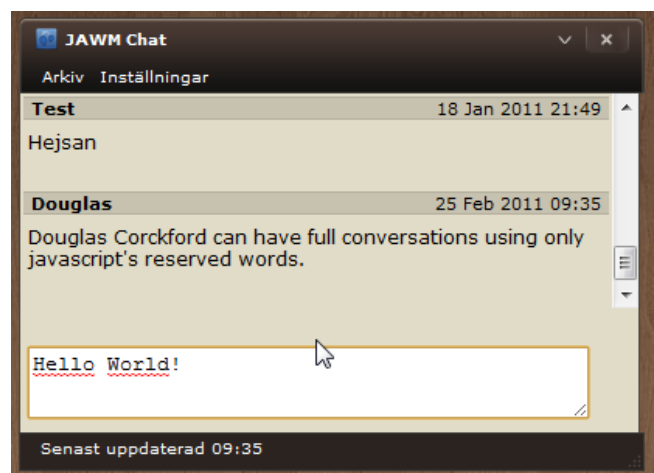 JAWM Chat
Arkiv Inställningar
Test 18 Jan 2011 21:49
Hejsan
Douglas 25 Feb 2011 09:35
Douglas Corckford can have full conversations using only
javascript's reserved words.
Hello World!
Senast uppdaterad 09:35